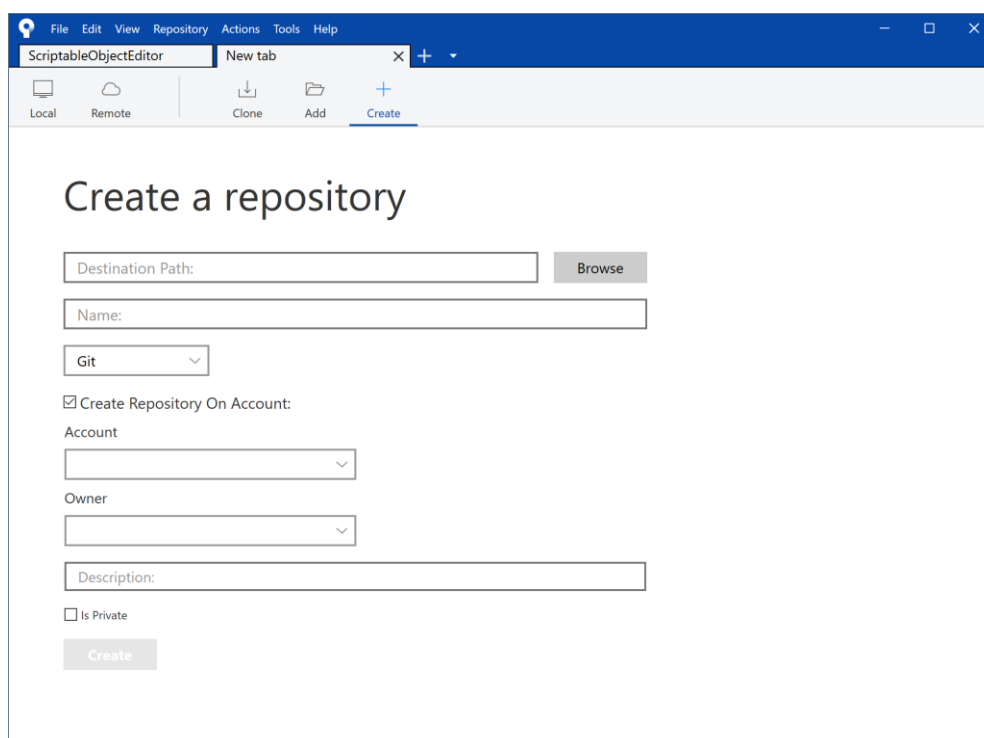 File Edit View Repository Actions Tools Help
ScriptableObjectEditor New tab
Local Remote Clone Add Create
Create a repository
Destination Path: Browse
Name:
Git
Create Repository On Account:
Account
Owner
Description:
Is Private
Create